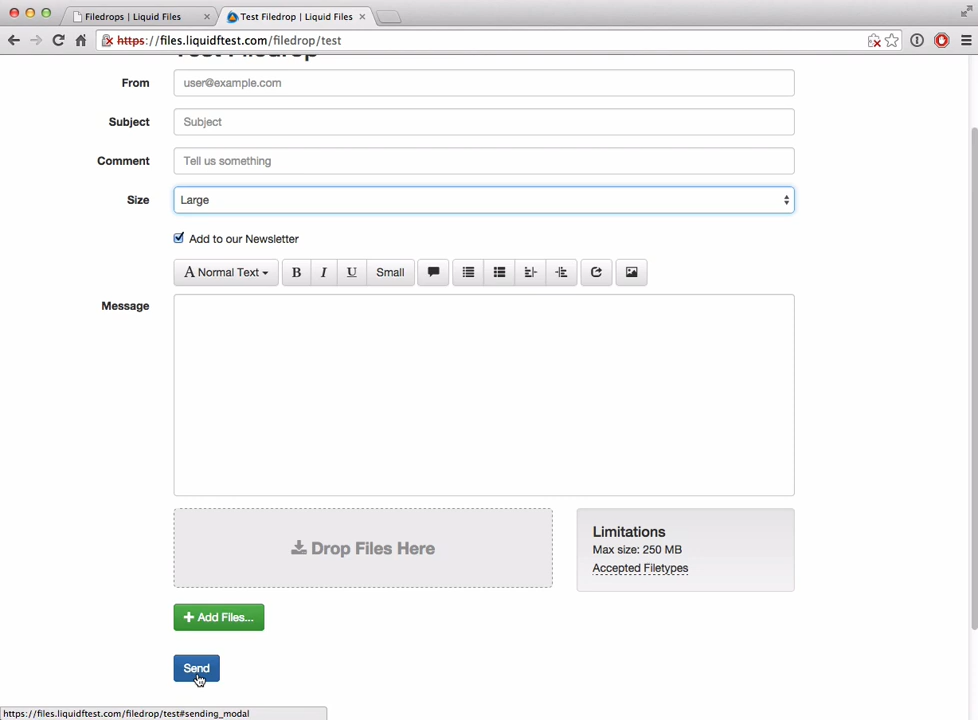 Filedrops | Liquid Files
Test Filedrop | Liquid Files
https://files.liquidftest.com/filedrop/test
Test Filedrop
From
user@example.com
Subject
Subject
Comment
Tell us something
Size
Large
Add to our Newsletter
A Normal Text
B
I
U
Small
Message
Drop Files Here
Limitations
Max size: 250 MB
Accepted Filetypes
Add Files...
Send
https://files.liquidftest.com/filedrop/test#sending_modal